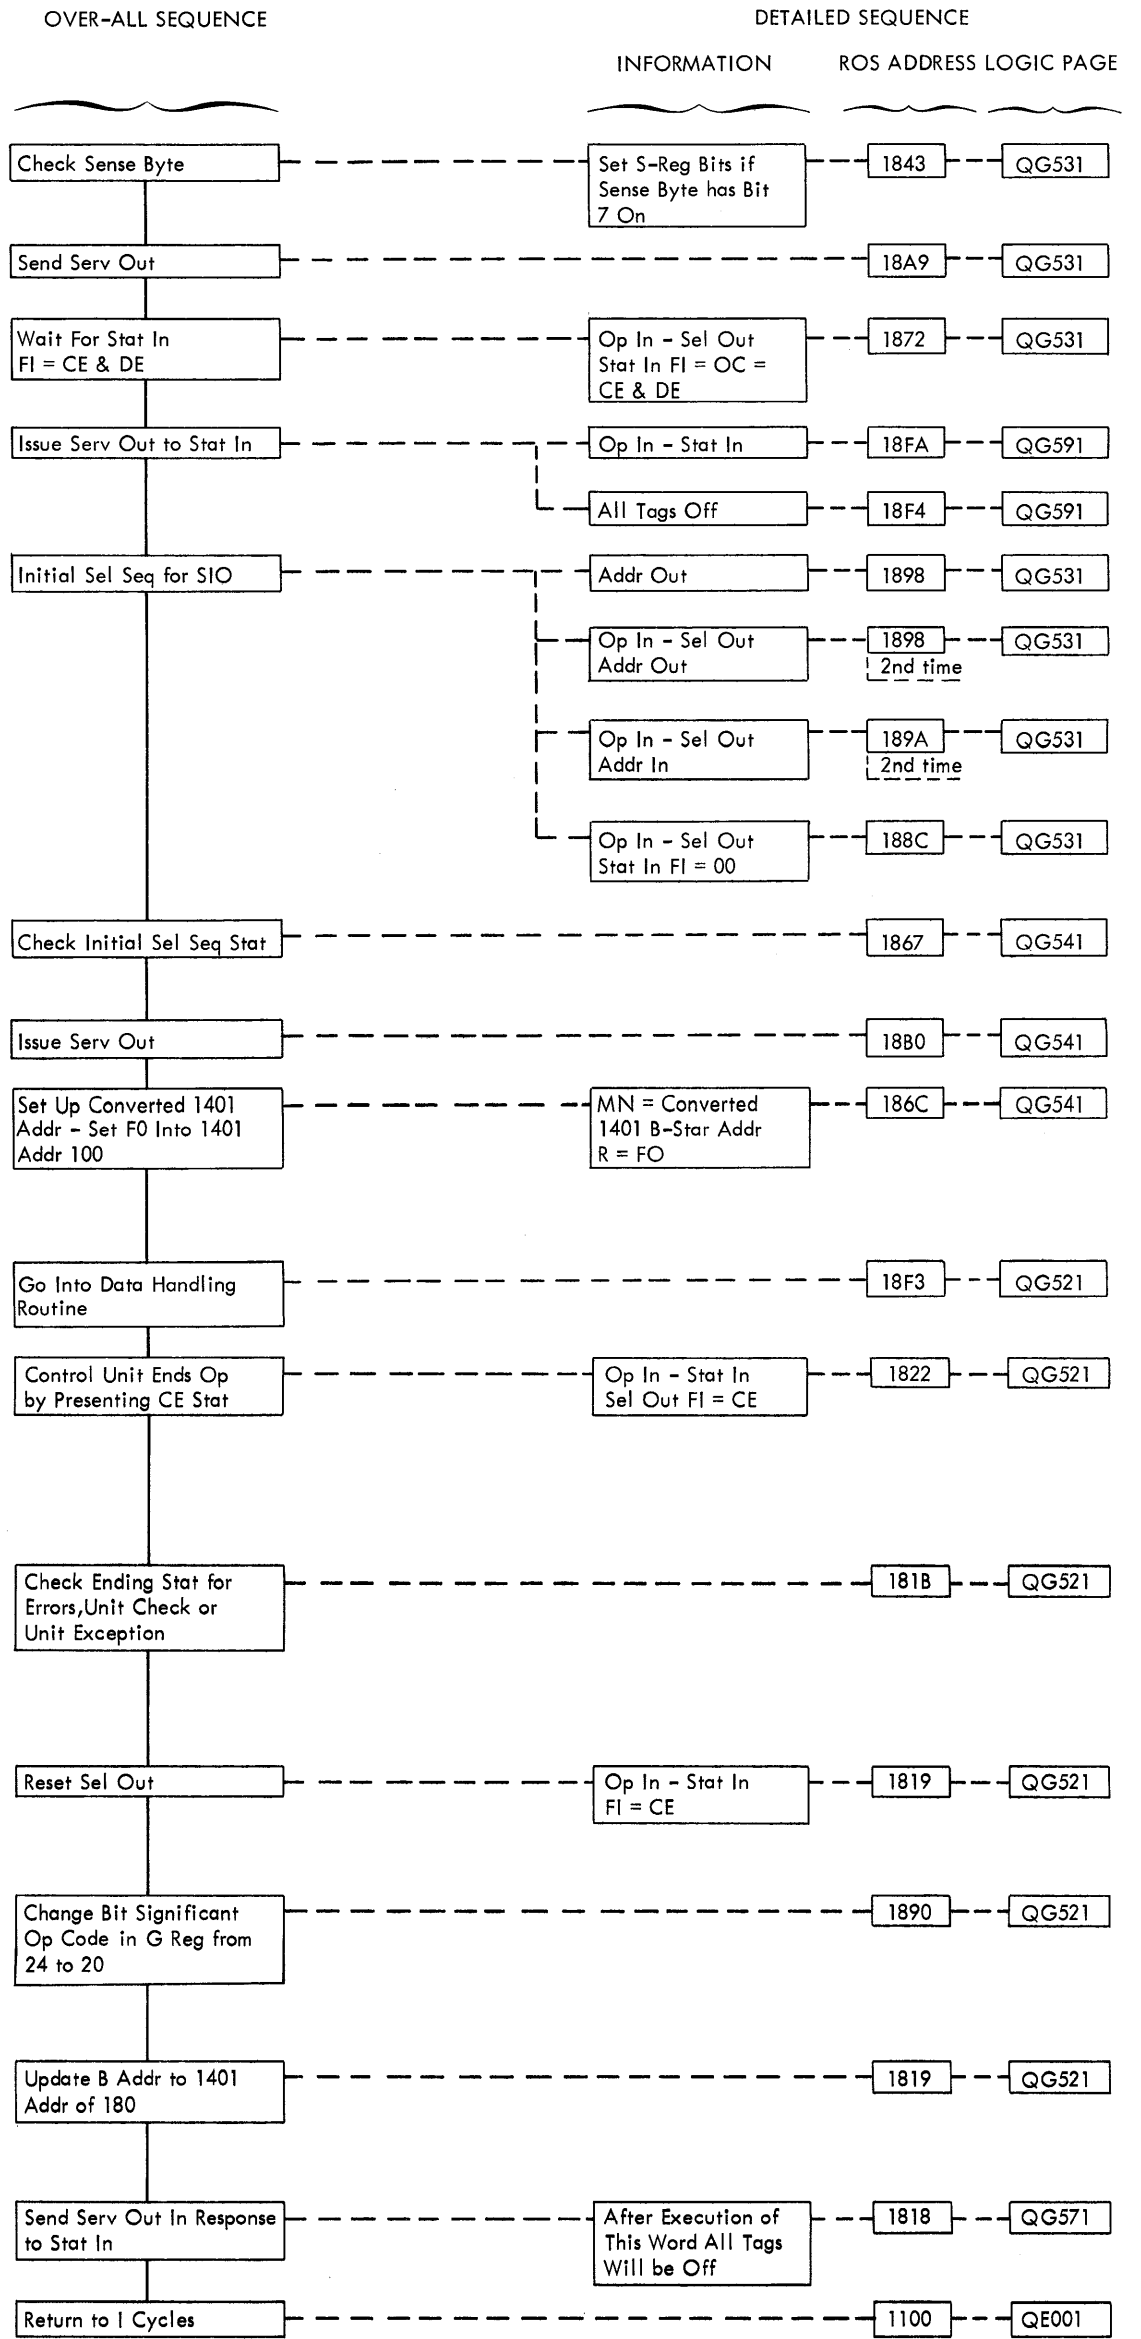 OVER-ALL SEQUENCE
DETAILED SEQUENCE
INFORMATION
ROS ADDRESS
LOGIC PAGE
Check Sense Byte
Set S-Reg Bits if
Sense Byte has Bit
7 On
1843
QG531
Send Serv Out
18A9
QG531
Wait For Stat In
FI = CE & DE
Op In - Sel Out
Stat In FI = OC =
CE & DE
1872
QG531
Issue Serv Out to Stat In
Op In - Stat In
18FA
QG591
All Tags Off
18F4
QG591
Initial Sel Seq for SIO
Addr Out
1898
QG531
Op In - Sel Out
Addr Out
1898
2nd time
QG531
Op In - Sel Out
Addr In
189A
2nd time
QG531
Op In - Sel Out
Stat In FI = 00
188C
QG531
Check Initial Sel Seq Stat
1867
QG541
Issue Serv Out
18B0
QG541
Set Up Converted 1401
Addr - Set F0 Into 1401
Addr 100
MN = Converted
1401 B-Star Addr
R = FO
186C
QG541
Go Into Data Handling
Routine
18F3
QG521
Control Unit Ends Op
by Presenting CE Stat
Op In - Stat In
Sel Out FI = CE
1822
QG521
Check Ending Stat for
Errors,Unit Check or
Unit Exception
181B
QG521
Reset Sel Out
Op In - Stat In
FI = CE
1819
QG521
Change Bit Significant
Op Code in G Reg from
24 to 20
1890
QG521
Update B Addr to 1401
Addr of 180
1819
QG521
Send Serv Out In Response
to Stat In
After Execution of
This Word All Tags
Will be Off
1818
QG571
Return to I Cycles
1100
QE001